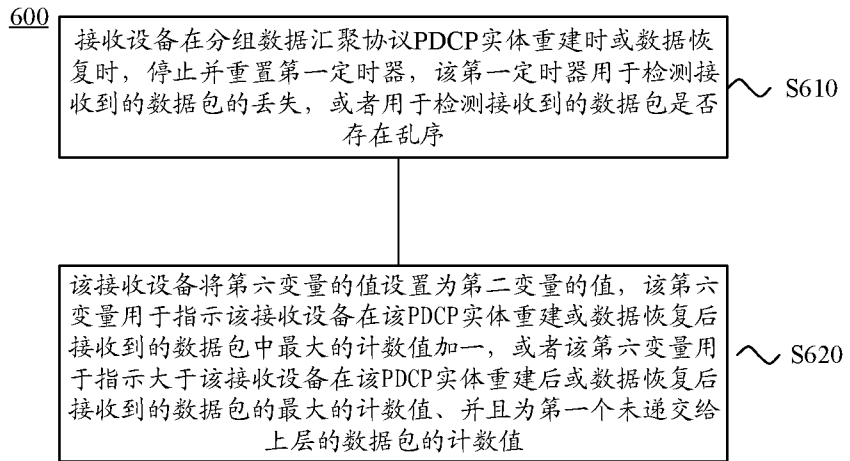 600
接收设备在分组数据汇聚协议PDCP实体重建时或数据恢
复时，停止并重置第一定时器，该第一定时器用于检测接
收到的数据包的丢失，或者用于检测接收到的数据包是否
存在乱序
S610
该接收设备将第六变量的值设置为第二变量的值，该第六
变量用于指示该接收设备在该PDCP实体重建或数据恢复后
接收到的数据包中最大的计数值加一，或者该第六变量用
于指示大于该接收设备在该PDCP实体重建后或数据恢复后
接收到的数据包的最大的计数值、并且为第一个未递交给
上层的数据包的计数值
S620